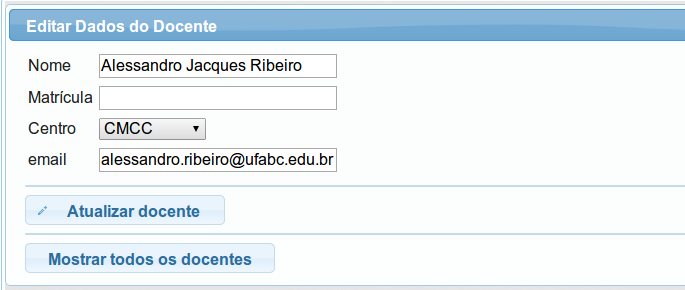 Editar Dados do Docente
Nome Alessandro Jacques Ribeiro
Matrícula
Centro CMCC
email alessandro.ribeiro@ufabc.edu.br
Atualizar docente
Mostrar todos os docentes